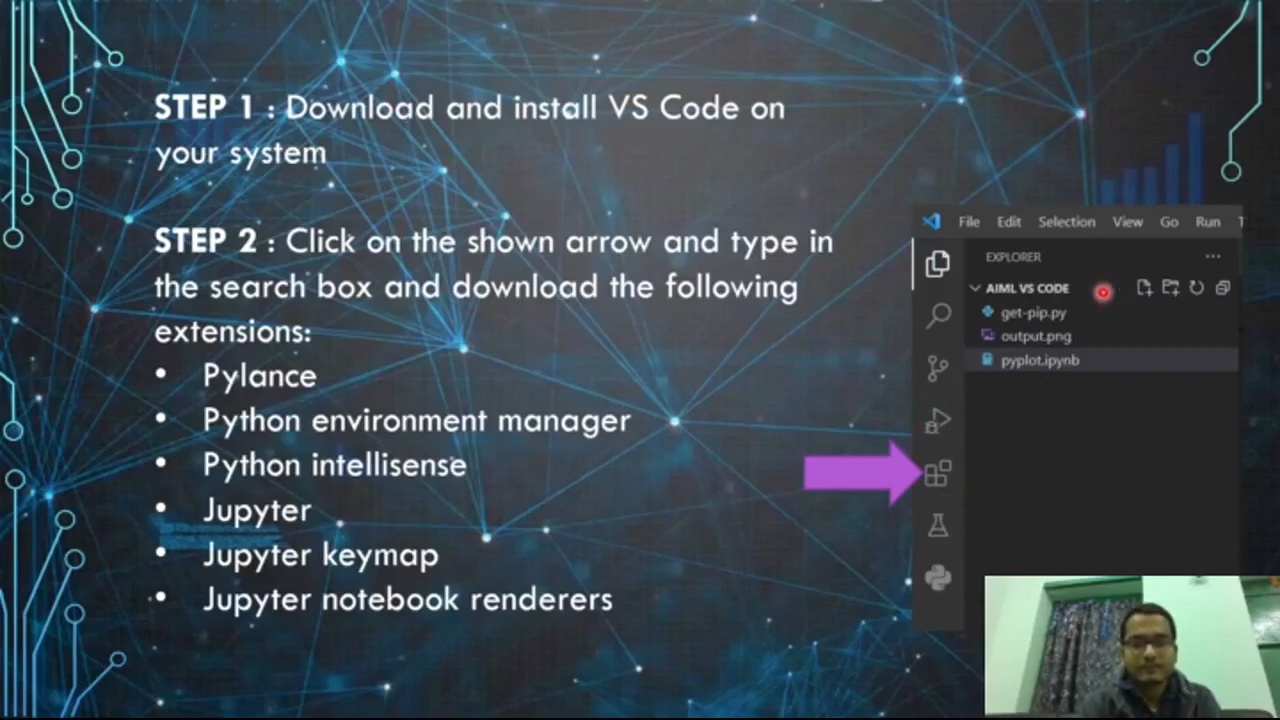 STEP 1 : Download and install VS Code on
your system
STEP 2 : Click on the shown arrow and type in
the search box and download the following
extensions:
• Pylance
• Python environment manager
• Python intellisense
• Jupyter
• Jupyter keymap
• Jupyter notebook renderers
File Edit Selection View Go Run
EXPLORER ...
AIML VS CODE
get-pip.py
output.png
pyplot.ipynb